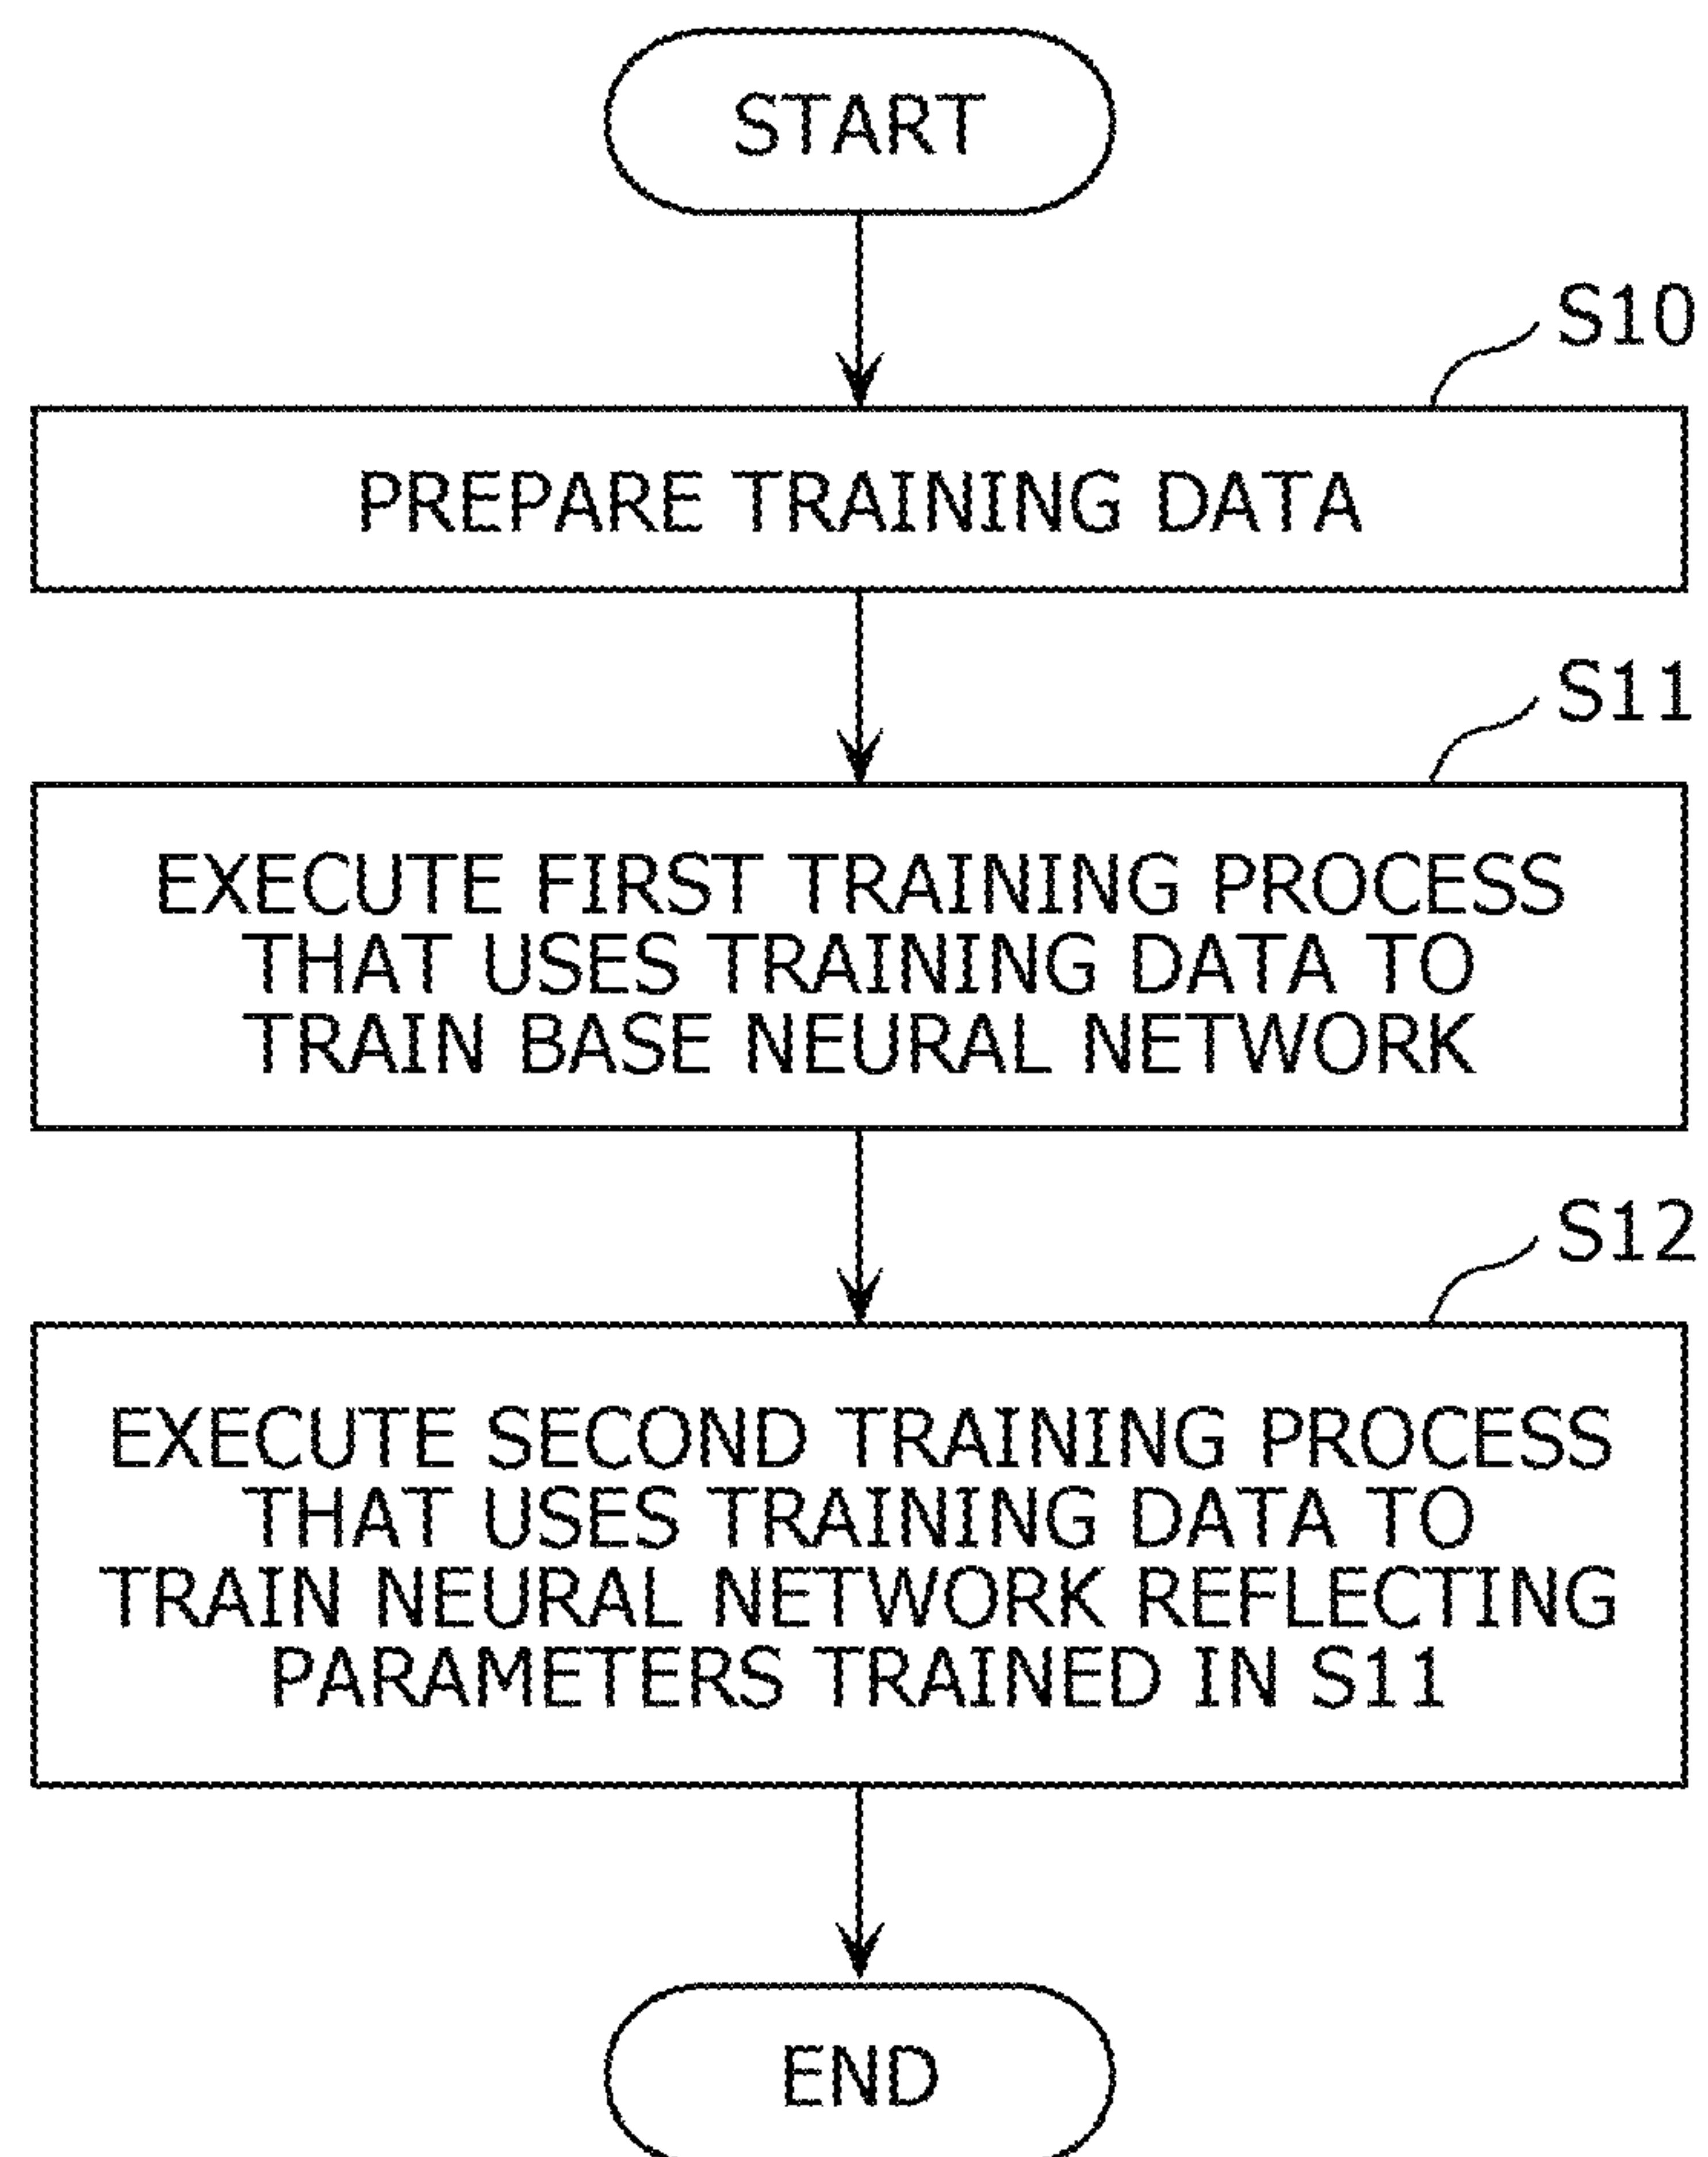 START
S10
PREPARE TRAINING DATA
S11
EXECUTE FIRST TRAINING PROCESS
THAT USES TRAINING DATA TO
TRAIN BASE NEURAL NETWORK
S12
EXECUTE SECOND TRAINING PROCESS
THAT USES TRAINING DATA TO
TRAIN NEURAL NETWORK REFLECTING
PARAMETERS TRAINED IN S11
END